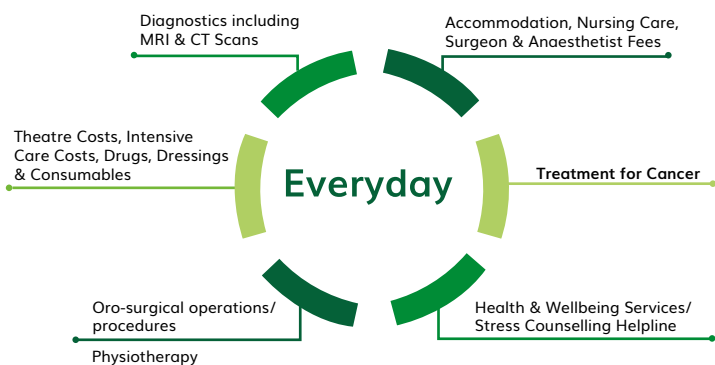 Diagnostics including
MRI & CT Scans
Accommodation, Nursing Care,
Surgeon & Anaesthetist Fees
Theatre Costs, Intensive
Care Costs, Drugs, Dressings
& Consumables
Everyday
Treatment for Cancer
Oro-surgical operations/
procedures
Physiotherapy
Health & Wellbeing Services/
Stress Counselling Helpline